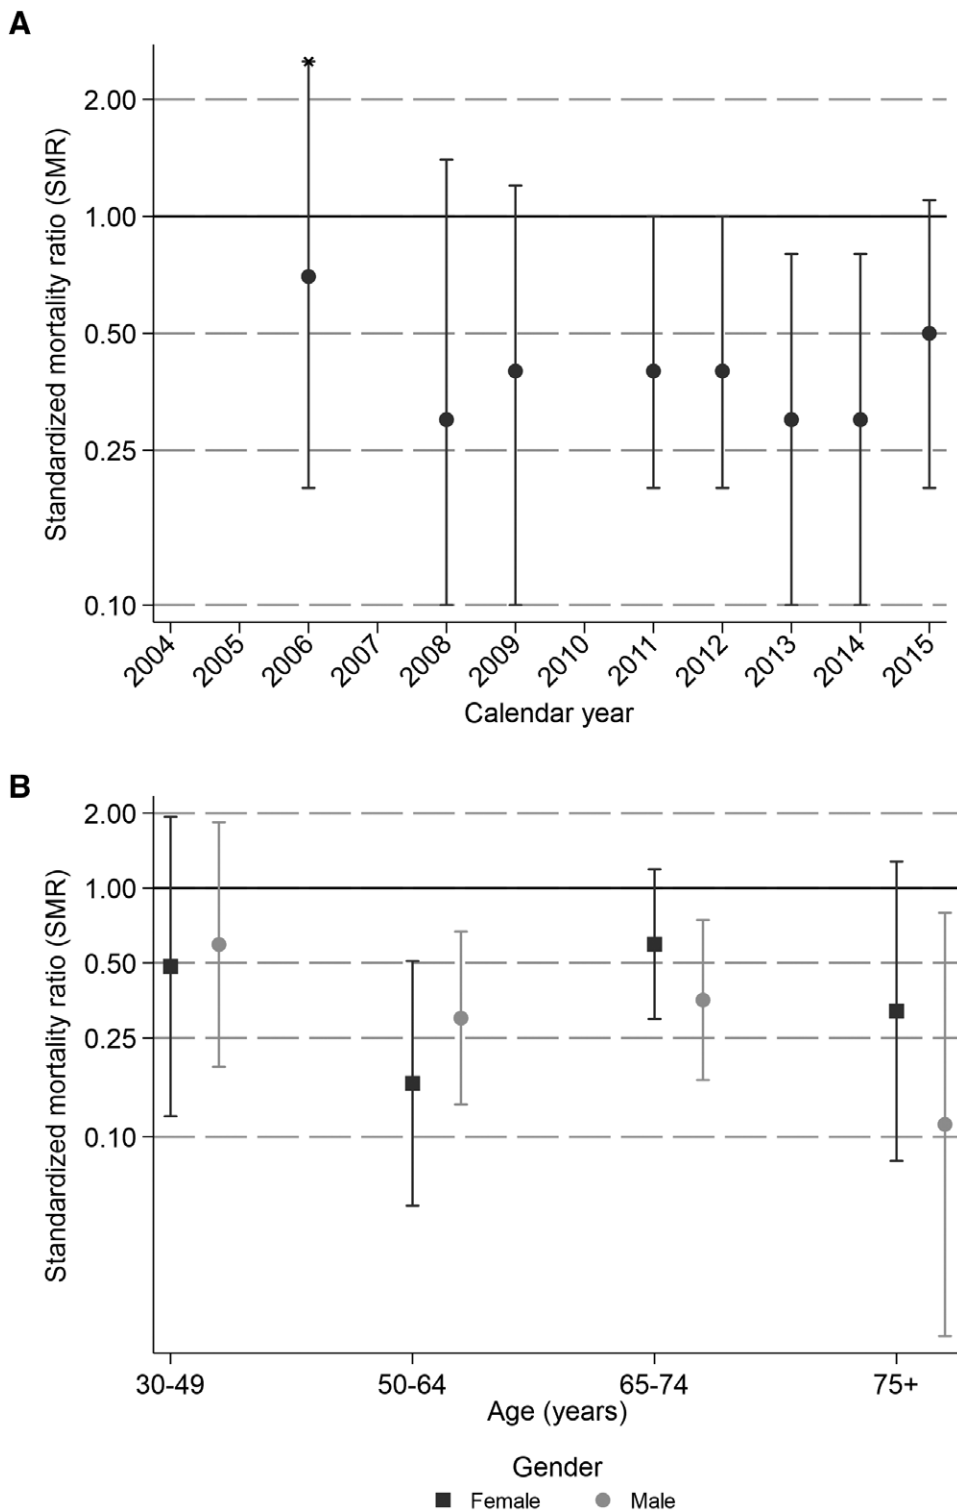 A
*
2.00
1.00
0.50
0.25
0.10
Standardized mortality ratio (SMR)
2004 2005 2006 2007 2008 2009 2010 2011 2012 2013 2014 2015
Calendar year
B
2.00
1.00
0.50
0.25
0.10
Standardized mortality ratio (SMR)
30-49 50-64 65-74 75+
Age (years)
Gender
Female Male